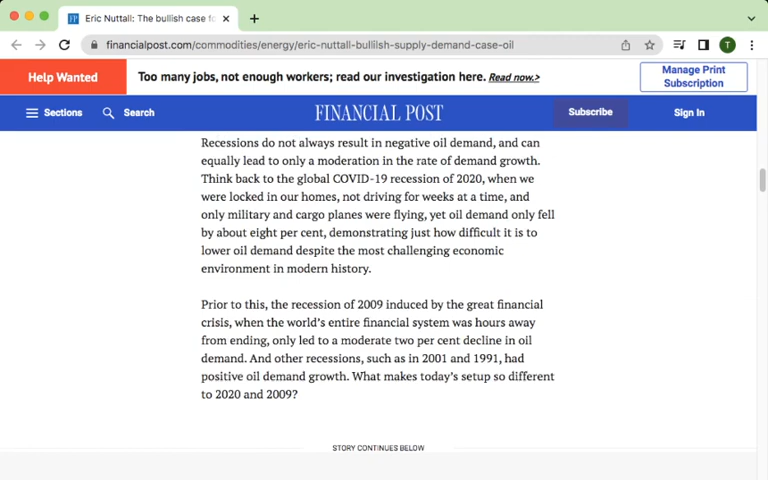 Eric Nuttall: The bullish case fo
financialpost.com/commodities/energy/eric-nuttall-bullilsh-supply-demand-case-oil
T
Help Wanted
Too many jobs, not enough workers; read our investigation here. Read now.>
Manage Print
Subscription
Sections
Search
FINANCIAL POST
Subscribe
Sign In
Recessions do not always result in negative oil demand, and can
equally lead to only a moderation in the rate of demand growth.
Think back to the global COVID-19 recession of 2020, when we
were locked in our homes, not driving for weeks at a time, and
only military and cargo planes were flying, yet oil demand only fell
by about eight per cent, demonstrating just how difficult it is to
lower oil demand despite the most challenging economic
environment in modern history.
Prior to this, the recession of 2009 induced by the great financial
crisis, when the world's entire financial system was hours away
from ending, only led to a moderate two per cent decline in oil
demand. And other recessions, such as in 2001 and 1991, had
positive oil demand growth. What makes today's setup so different
to 2020 and 2009?
STORY CONTINUES BELOW